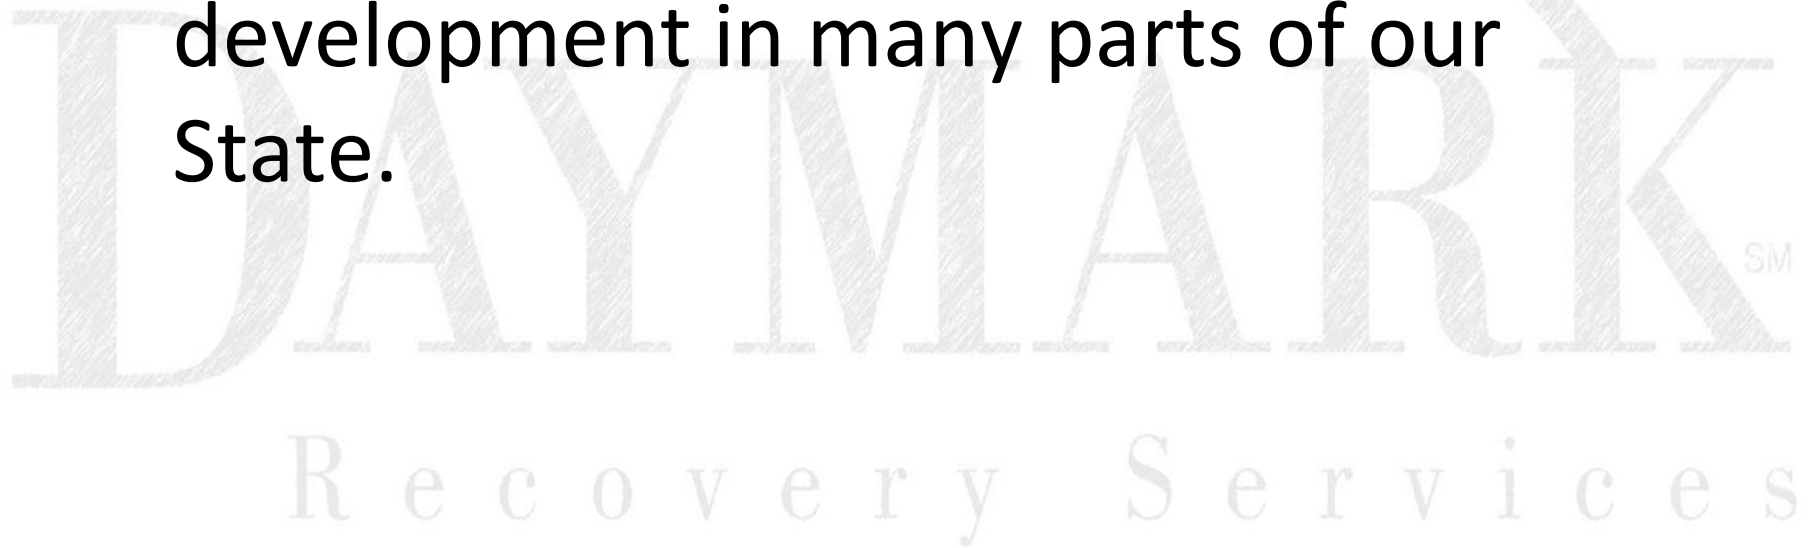 development in many parts of our
State.
DAYMARK SM
Recovery Services